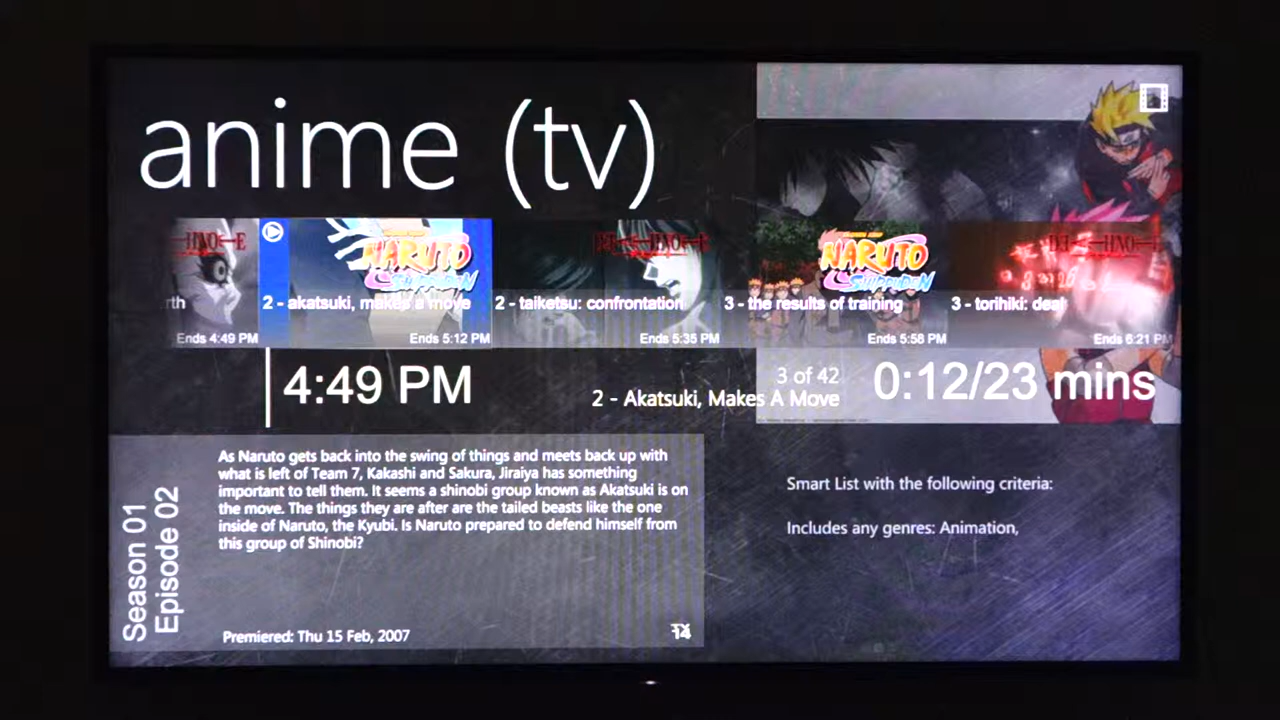 anime (tv)
NARUTO
SHIPPUDEN
NARUTO
SHIPPUDEN
rth
2 - akatsuki, makes a move
2 - taiketsu: confrontation
3 - the results of training
3 - torihiki: deal
Ends 4:49 PM
Ends 5:12 PM
Ends 5:35 PM
Ends 5:58 PM
Ends 6:21 PM
4:49 PM
2 - Akatsuki, Makes A Move
3 of 42
0:12/23 mins
As Naruto gets back into the swing of things and meets back up with
what is left of Team 7, Kakashi and Sakura, Jiraiya has something
important to tell them. It seems a shinobi group known as Akatsuki is on
the move. The things they are after are the tailed beasts like the one
inside of Naruto, the Kyubi. Is Naruto prepared to defend himself from
this group of Shinobi?
Season 01
Episode 02
Premiered: Thu 15 Feb, 2007
TV
14
Smart List with the following criteria:
Includes any genres: Animation,